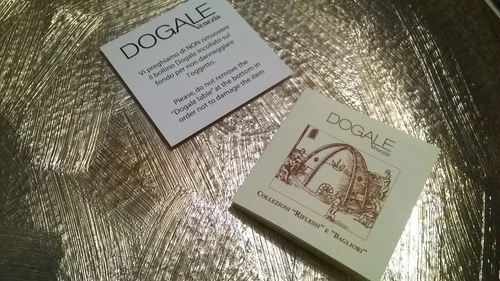 DOGALE
Venezia
Vi preghiamo di NON rimuovere
il bollino Dogale incollato sul
fondo per non danneggiare
l'oggetto.
Please, do not remove the
"Dogale lable" at the bottom in
order not to damage the item
DOGALE
Venezia
COLLEZIONI "RIFLESSI" E "BAGLIORI"